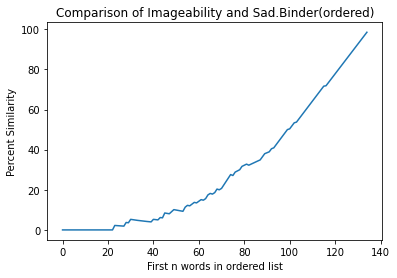 Comparison of Imageability and Sad.Binder(ordered)
100
80
60
40
20
0
Percent Similarity
0 20 40 60 80 100 120 140
First n words in ordered list